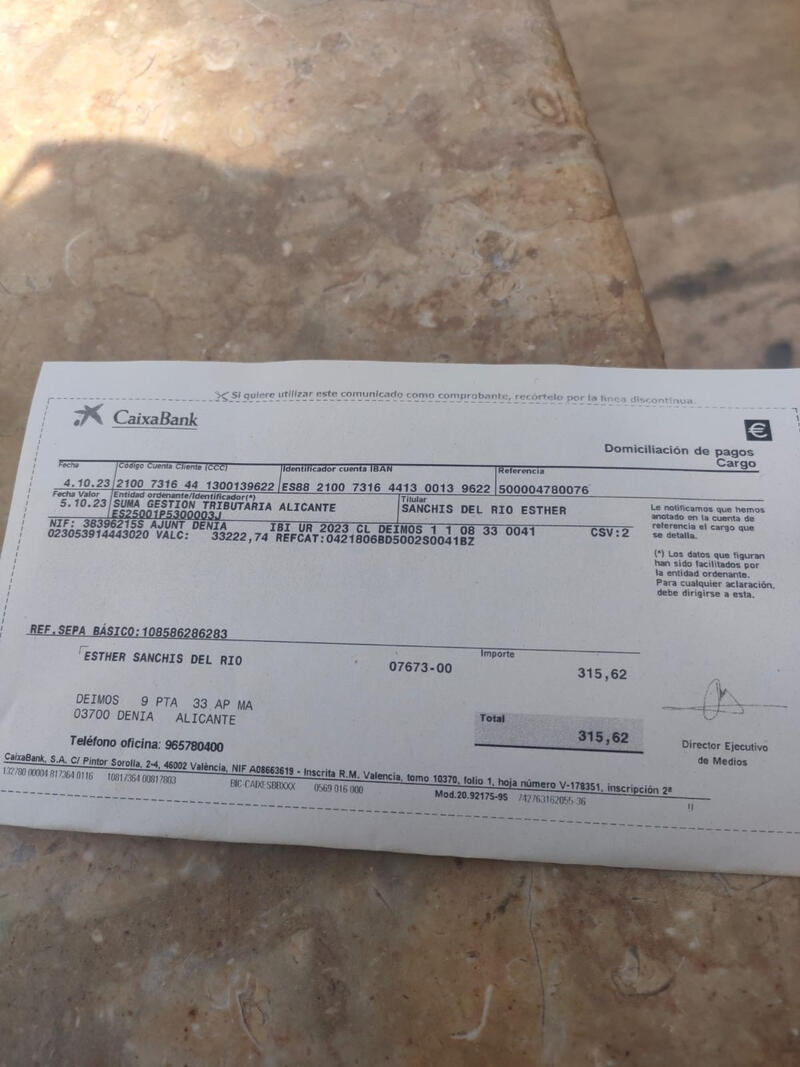 Si quiere utilizar este comunicado como comprobante, recórtelo por la línea discontinua.
CaixaBank
€
Domiciliación de pagos
Cargo
Fecha Código Cuenta Cliente (CCC) Identificador cuenta IBAN Referencia
4.10.23 2100 7316 44 1300139622 ES88 2100 7316 4413 0013 9622 500004780076
Fecha Valor Entidad ordenante/Identificador(*) Titular
5.10.23 SUMA GESTION TRIBUTARIA ALICANTE SANCHIS DEL RIO ESTHER
ES25001P5300003J
NIF: 38396215S AJUNT DENIA IBI UR 2023 CL DEIMOS 1 1 08 33 0041 CSV:2
023053914443020 VALC: 33222,74 REFCAT:0421806BD5002S0041BZ
Le notificamos que hemos
anotado en la cuenta de
referencia el cargo que
se detalla.
(*) Los datos que figuran
han sido facilitados por
la entidad ordenante.
Para cualquier aclaración,
debe dirigirse a esta.
REF.SEPA BÁSICO:108586286283
ESTHER SANCHIS DEL RIO
07673-00
Importe
315,62
DEIMOS 9 PTA 33 AP MA
03700 DENIA ALICANTE
Total
315,62
Teléfono oficina: 965780400
Director Ejecutivo
de Medios
CaixaBank, S.A. C/ Pintor Sorolla, 2-4, 46002 València, NIF A08663619 - Inscrita R.M. Valencia, tomo 10370, folio 1, hoja número V-178351, inscripción 2ª
132780 00004 817364 0116 10817364 00817803 BIC-CAIXESBBXXX 0569 016 000 Mod.20.92175-95 742763162055-36